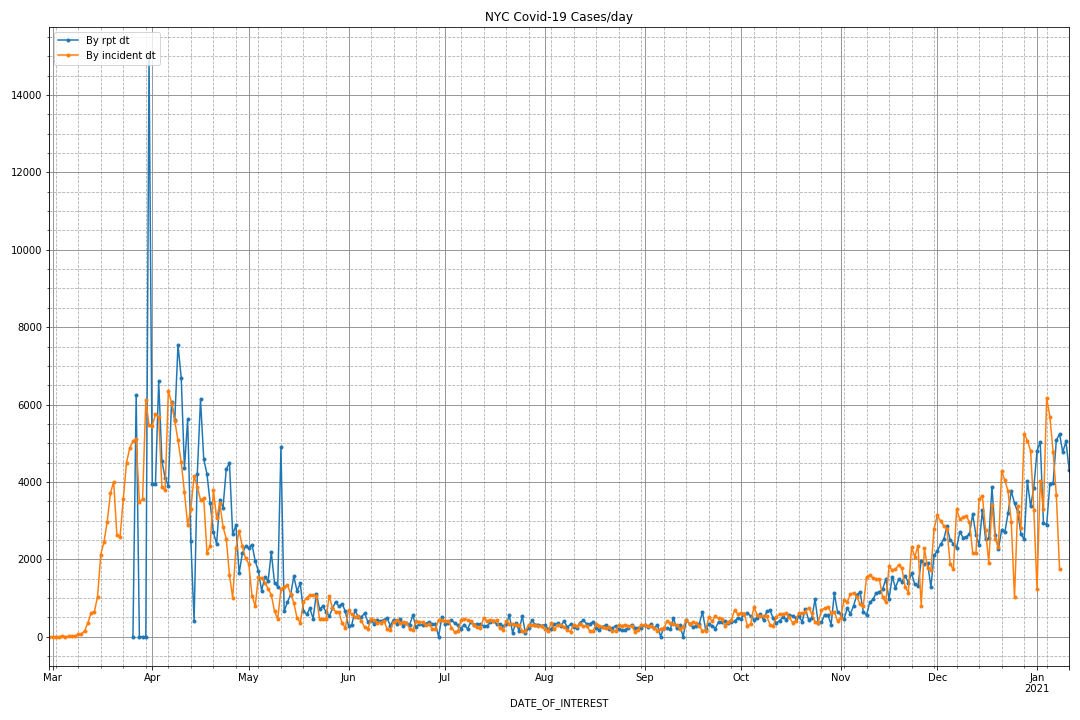 NYC Covid-19 Cases/day
By rpt dt
By incident dt
14000
12000
10000
8000
6000
4000
2000
0
Mar Apr May Jun Jul Aug Sep Oct Nov Dec Jan
2021
DATE_OF_INTEREST